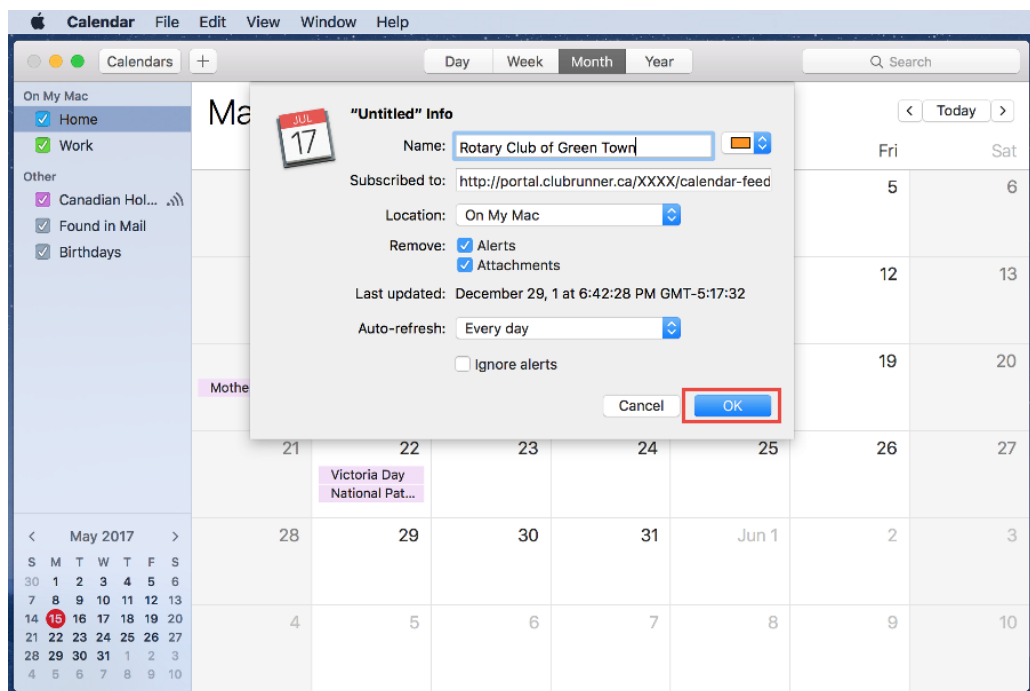 Calendar File Edit View Window Help
Calendars + Day Week Month Year Search
On My Mac
Home
Work
Other
Canadian Hol...
Found in Mail
Birthdays
Ma
< Today >
Fri Sat
JUL
17
“Untitled” Info
Name: Rotary Club of Green Town
Subscribed to: http://portal.clubrunner.ca/XXXX/calendar-feed
Location: On My Mac
Remove: Alerts
Attachments
Last updated: December 29, 1 at 6:42:28 PM GMT-5:17:32
Auto-refresh: Every day
Ignore alerts
Cancel OK
5 6
12 13
19 20
Mothe
21 22 23 24 25 26 27
Victoria Day
National Pat...
28 29 30 31 Jun 1 2 3
4 5 6 7 8 9 10
< May 2017 >
S M T W T F S
30 1 2 3 4 5 6
7 8 9 10 11 12 13
14 15 16 17 18 19 20
21 22 23 24 25 26 27
28 29 30 31 1 2 3
4 5 6 7 8 9 10